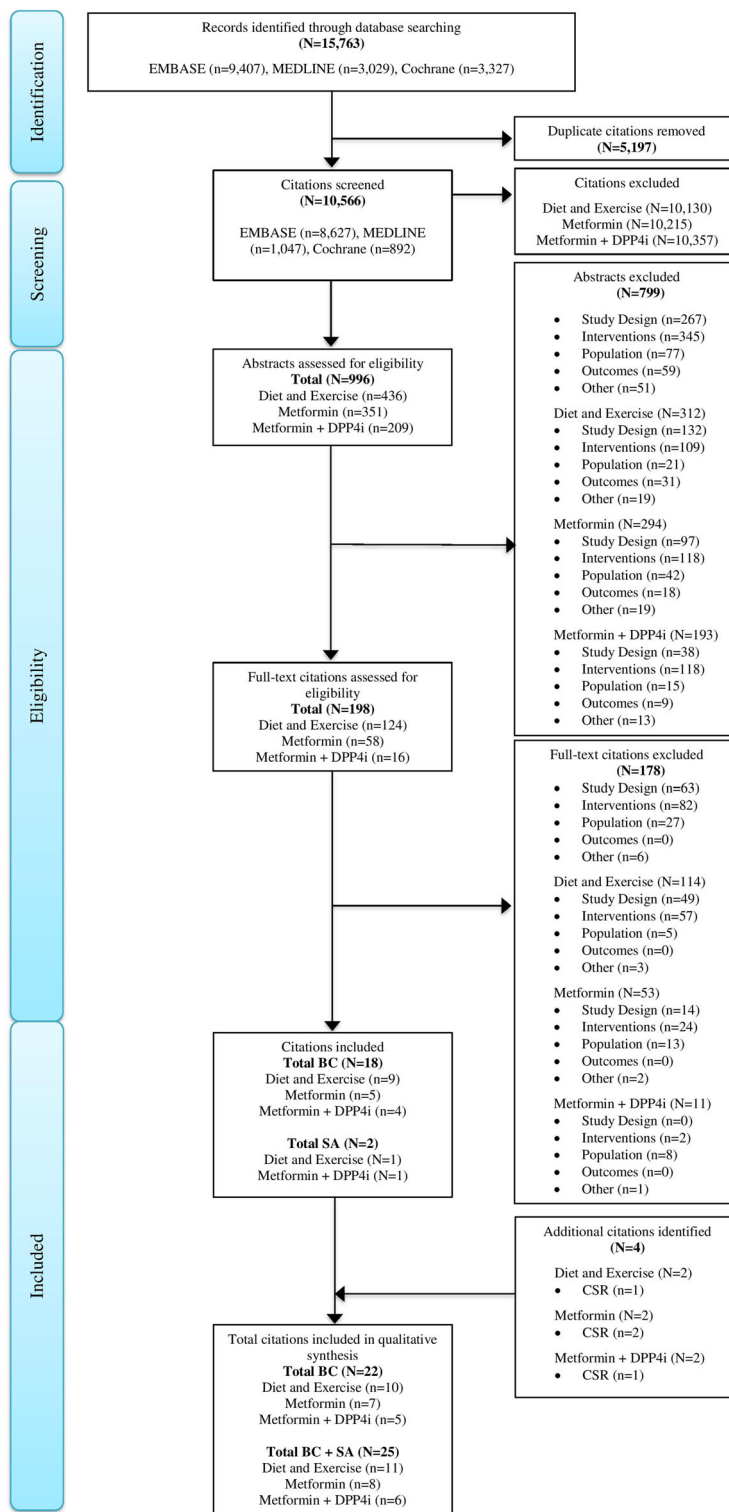 Identification
Records identified through database searching
(N=15,763)
EMBASE (n=9,407), MEDLINE (n=3,029), Cochrane (n=3,327)
Duplicate citations removed
(N=5,197)
Screening
Citations screened
(N=10,566)
EMBASE (n=8,627), MEDLINE
(n=1,047), Cochrane (n=892)
Citations excluded
Diet and Exercise (N=10,130)
Metformin (N=10,215)
Metformin + DPP4i (N=10,357)
Eligibility
Abstracts assessed for eligibility
Total (N=996)
Diet and Exercise (n=436)
Metformin (n=351)
Metformin + DPP4i (n=209)
Abstracts excluded
(N=799)
• Study Design (n=267)
• Interventions (n=345)
• Population (n=77)
• Outcomes (n=59)
• Other (n=51)
Diet and Exercise (N=312)
• Study Design (n=132)
• Interventions (n=109)
• Population (n=21)
• Outcomes (n=31)
• Other (n=19)
Metformin (N=294)
• Study Design (n=97)
• Interventions (n=118)
• Population (n=42)
• Outcomes (n=18)
• Other (n=19)
Metformin + DPP4i (N=193)
• Study Design (n=38)
• Interventions (n=118)
• Population (n=15)
• Outcomes (n=9)
• Other (n=13)
Full-text citations assessed for
eligibility
Total (N=198)
Diet and Exercise (n=124)
Metformin (n=58)
Metformin + DPP4i (n=16)
Full-text citations excluded
(N=178)
• Study Design (n=63)
• Interventions (n=82)
• Population (n=27)
• Outcomes (n=0)
• Other (n=6)
Diet and Exercise (N=114)
• Study Design (n=49)
• Interventions (n=57)
• Population (n=5)
• Outcomes (n=0)
• Other (n=3)
Metformin (N=53)
• Study Design (n=14)
• Interventions (n=24)
• Population (n=13)
• Outcomes (n=0)
• Other (n=2)
Metformin + DPP4i (N=11)
• Study Design (n=0)
• Interventions (n=2)
• Population (n=8)
• Outcomes (n=0)
• Other (n=1)
Included
Citations included
Total BC (N=18)
Diet and Exercise (n=9)
Metformin (n=5)
Metformin + DPP4i (n=4)
Total SA (N=2)
Diet and Exercise (N=1)
Metformin + DPP4i (N=1)
Additional citations identified
(N=4)
Diet and Exercise (N=2)
• CSR (n=1)
Metformin (N=2)
• CSR (n=2)
Metformin + DPP4i (N=2)
• CSR (n=1)
Total citations included in qualitative
synthesis
Total BC (N=22)
Diet and Exercise (n=10)
Metformin (n=7)
Metformin + DPP4i (n=5)
Total BC + SA (N=25)
Diet and Exercise (n=11)
Metformin (n=8)
Metformin + DPP4i (n=6)